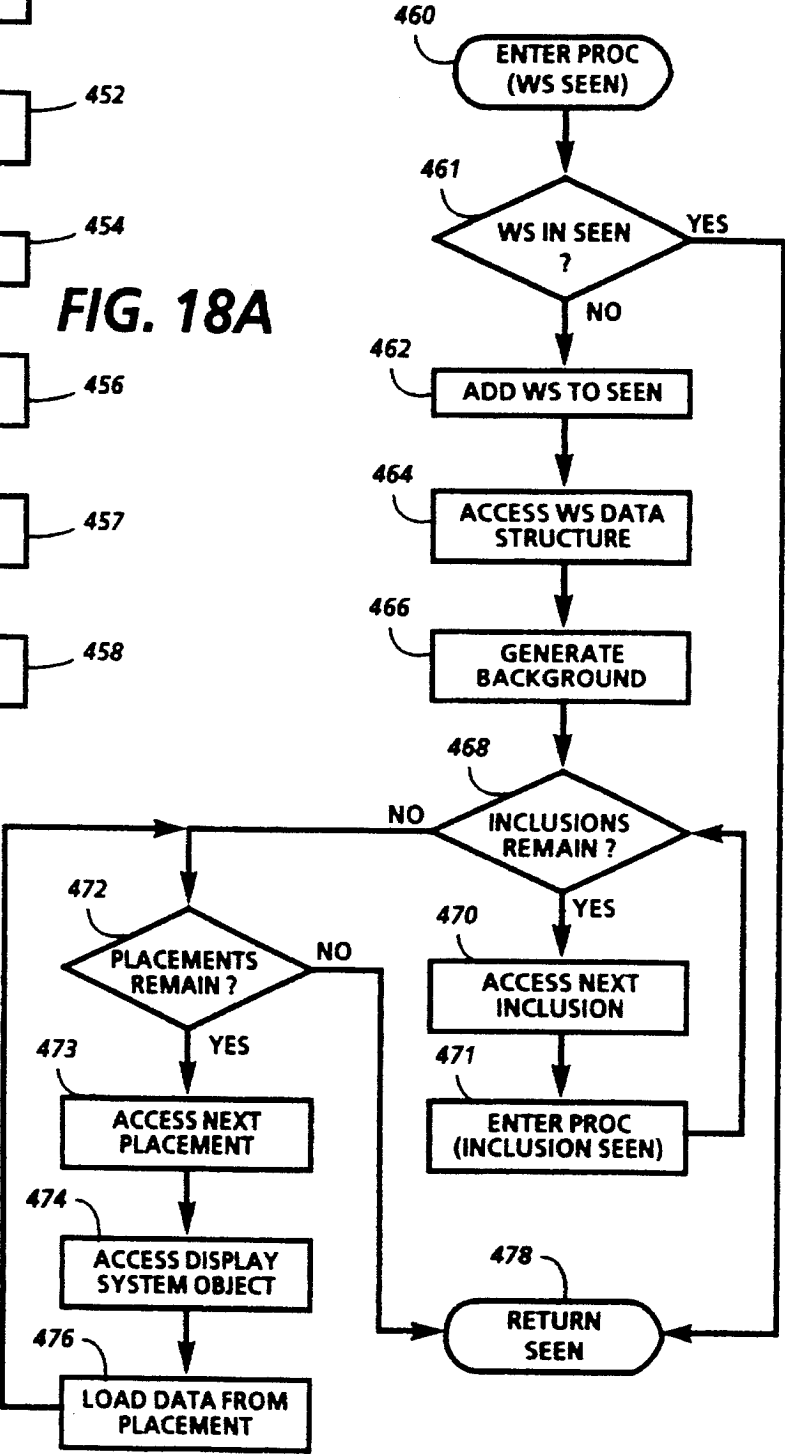 452
454
FIG. 18A
456
457
458
460
ENTER PROC
(WS SEEN)
461
WS IN SEEN
?
YES
NO
462
ADD WS TO SEEN
464
ACCESS WS DATA
STRUCTURE
466
GENERATE
BACKGROUND
468
INCLUSIONS
REMAIN ?
NO
YES
470
ACCESS NEXT
INCLUSION
471
ENTER PROC
(INCLUSION SEEN)
472
PLACEMENTS
REMAIN ?
NO
YES
473
ACCESS NEXT
PLACEMENT
474
ACCESS DISPLAY
SYSTEM OBJECT
476
LOAD DATA FROM
PLACEMENT
478
RETURN
SEEN